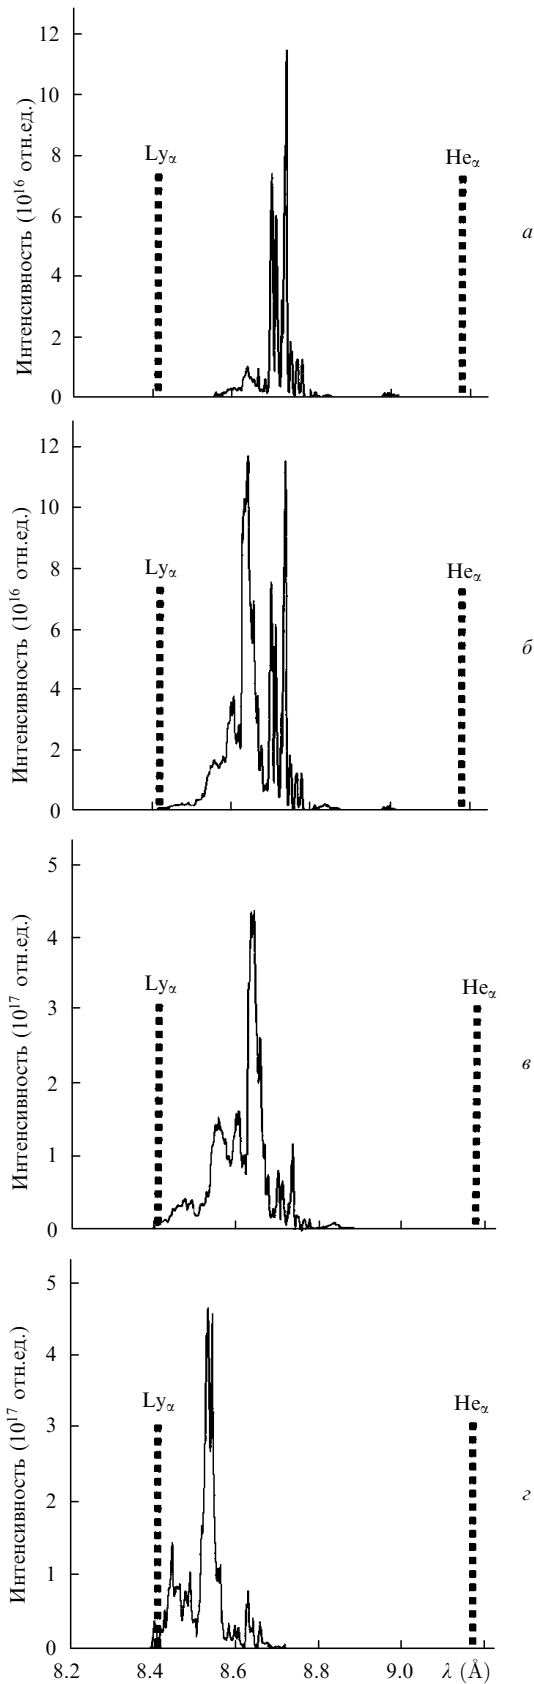 12
10
8
6
4
2
0
Интенсивность (10¹⁶ отн.ед.)
Lyα
Heα
а
12
10
8
6
4
2
0
Интенсивность (10¹⁶ отн.ед.)
Lyα
Heα
б
5
4
3
2
1
0
Интенсивность (10¹⁷ отн.ед.)
Lyα
Heα
в
5
4
3
2
1
0
Интенсивность (10¹⁷ отн.ед.)
Lyα
Heα
г
8.2 8.4 8.6 8.8 9.0 λ (Å)